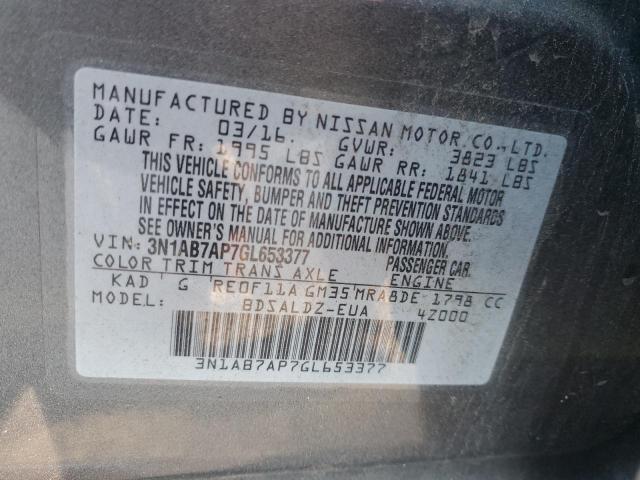 MANUFACTURED BY NISSAN MOTOR CO., LTD.
DATE: 03/16. GVWR: 3823 LBS
GAWR FR: 1995 LBS GAWR RR: 1841 LBS
THIS VEHICLE CONFORMS TO ALL APPLICABLE FEDERAL MOTOR
VEHICLE SAFETY, BUMPER AND THEFT PREVENTION STANDARDS
IN EFFECT ON THE DATE OF MANUFACTURE SHOWN ABOVE.
SEE OWNER'S MANUAL FOR ADDITIONAL INFORMATION.
VIN: 3N1AB7AP7GL653377 PASSENGER CAR.
COLOR TRIM TRANS AXLE ENGINE
KAD G RE0F11A GM35 MRA8DE 1798 CC
MODEL: BDSALDZ-EUA 4Z000
3N1AB7AP7GL653377